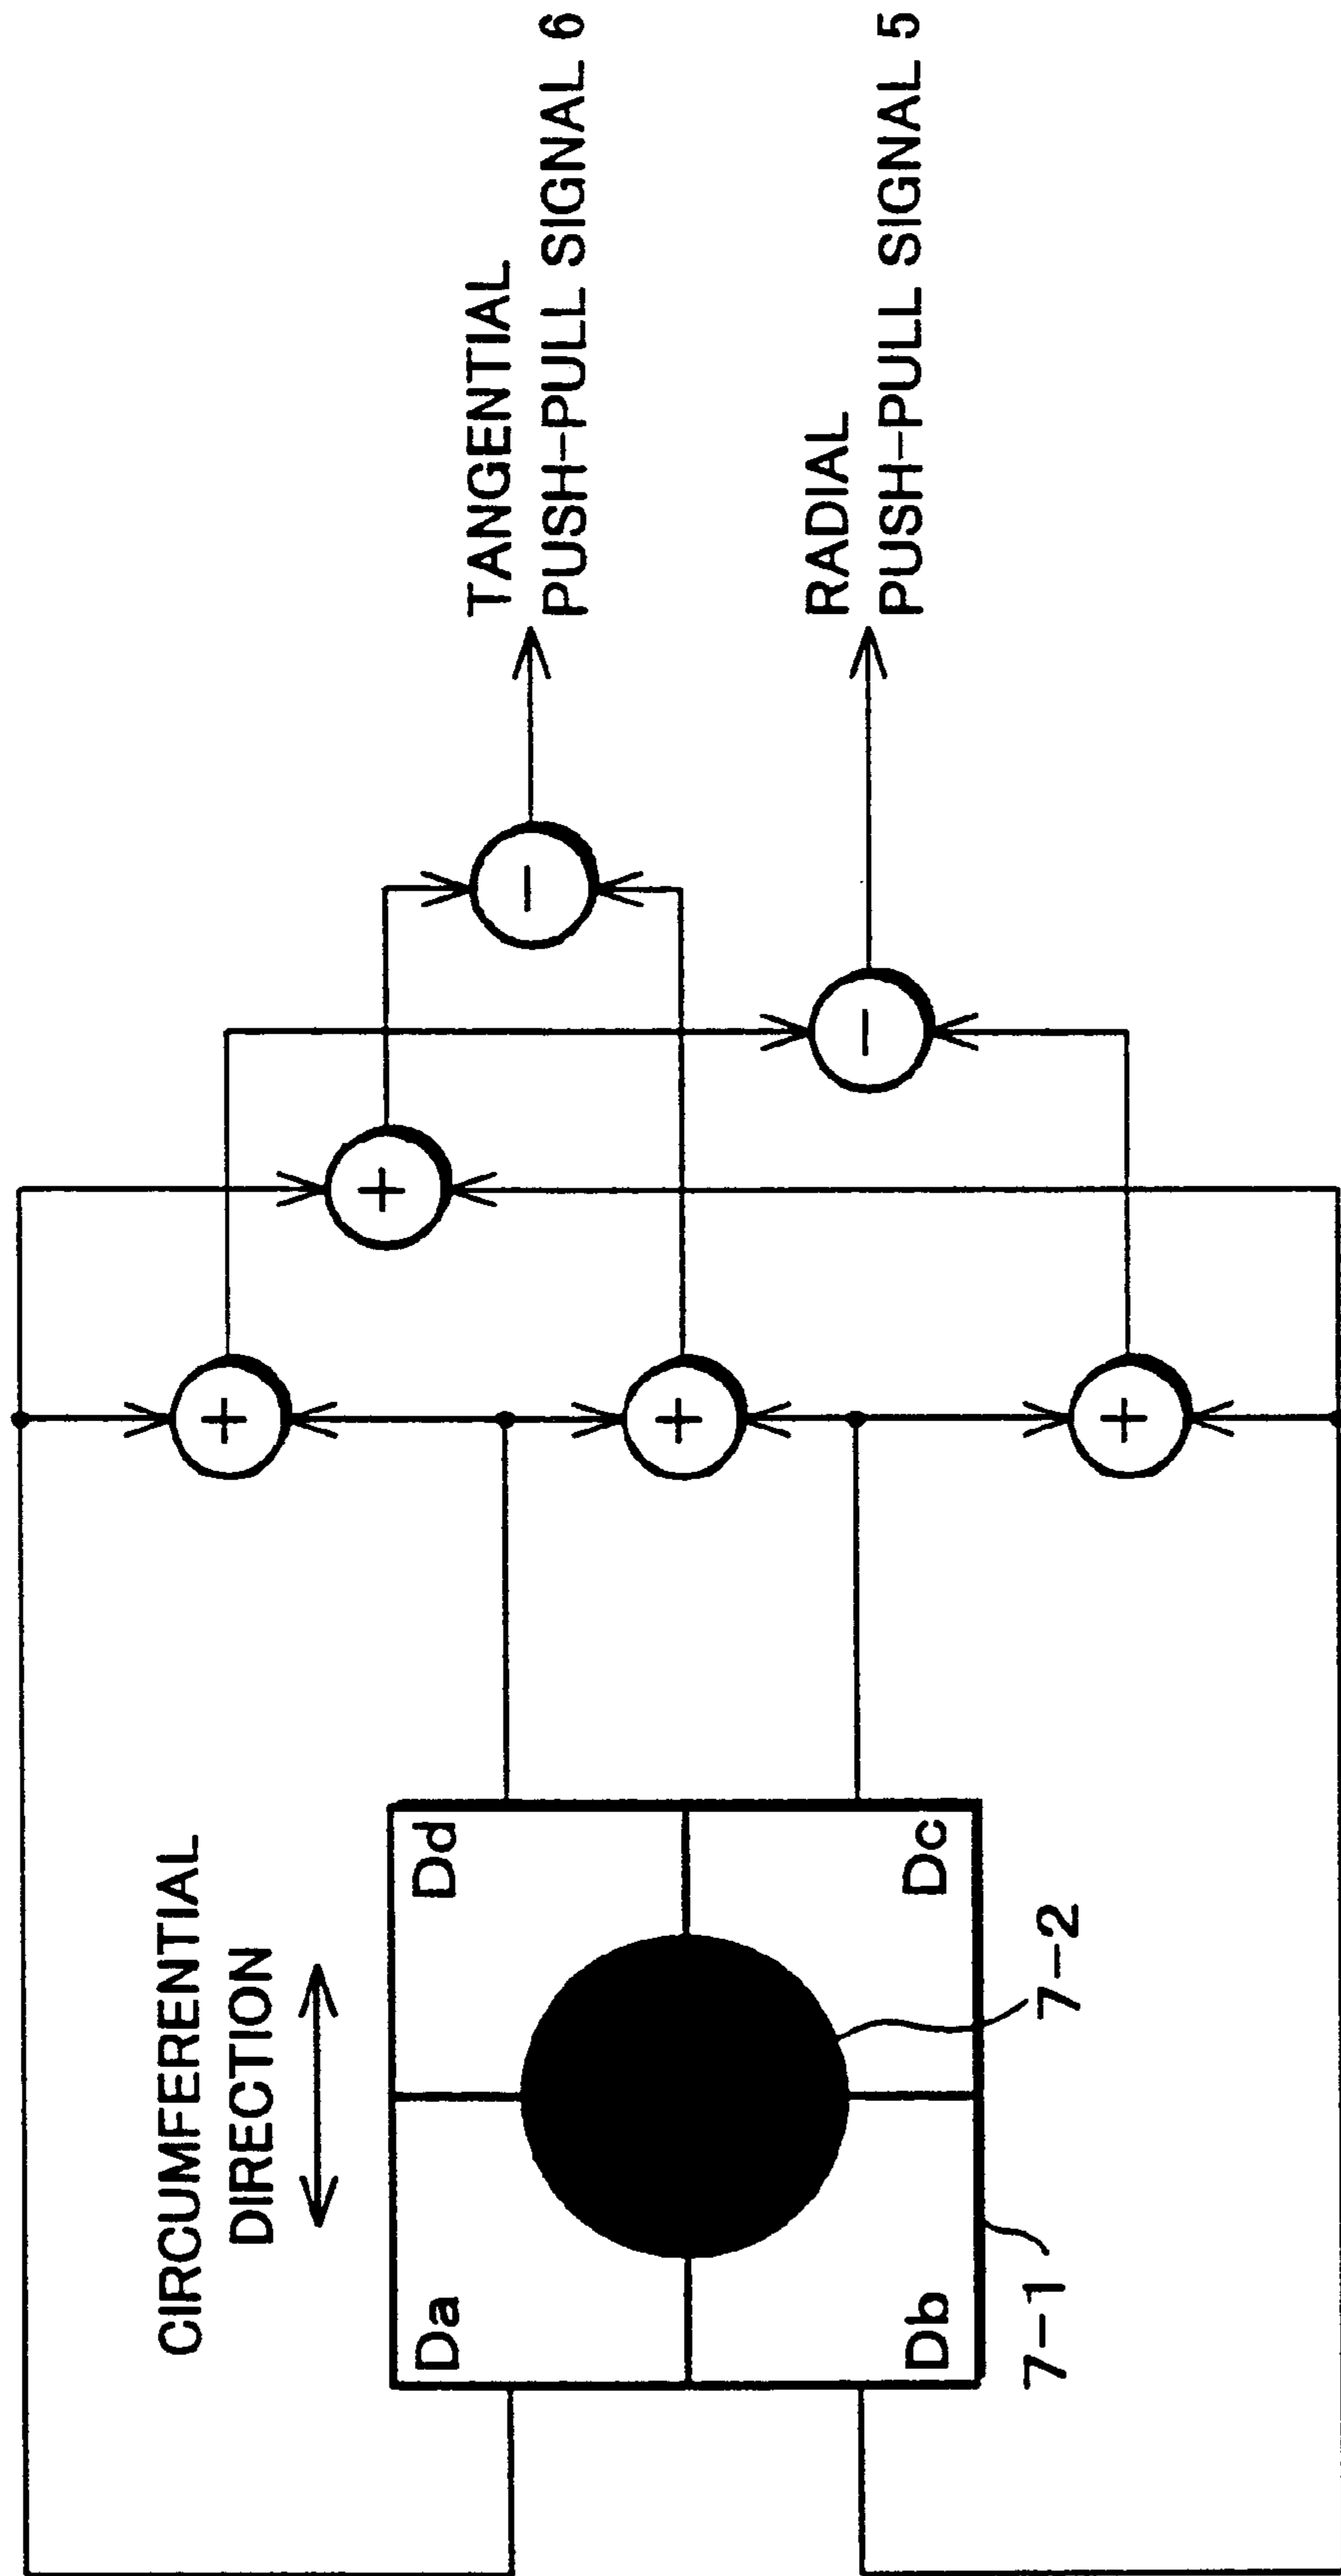 CIRCUMFERENTIAL
DIRECTION
Da
Dd
Db
Dc
7-1
7-2
+
+
+
+
-
-
TANGENTIAL
PUSH-PULL SIGNAL 6
RADIAL
PUSH-PULL SIGNAL 5